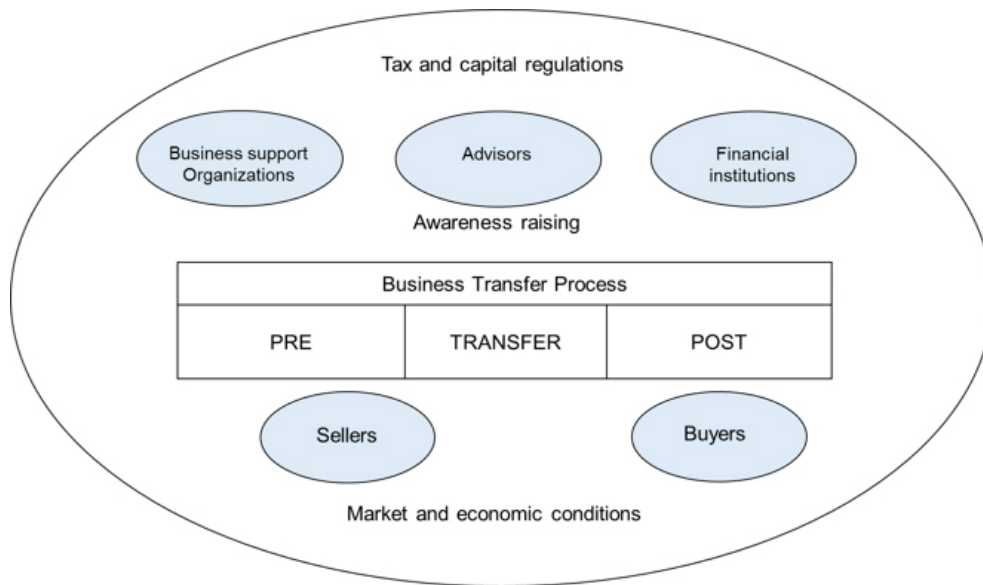 Tax and capital regulations
Business support
Organizations
Advisors
Financial
institutions
Awareness raising
Business Transfer Process
PRE
TRANSFER
POST
Sellers
Buyers
Market and economic conditions